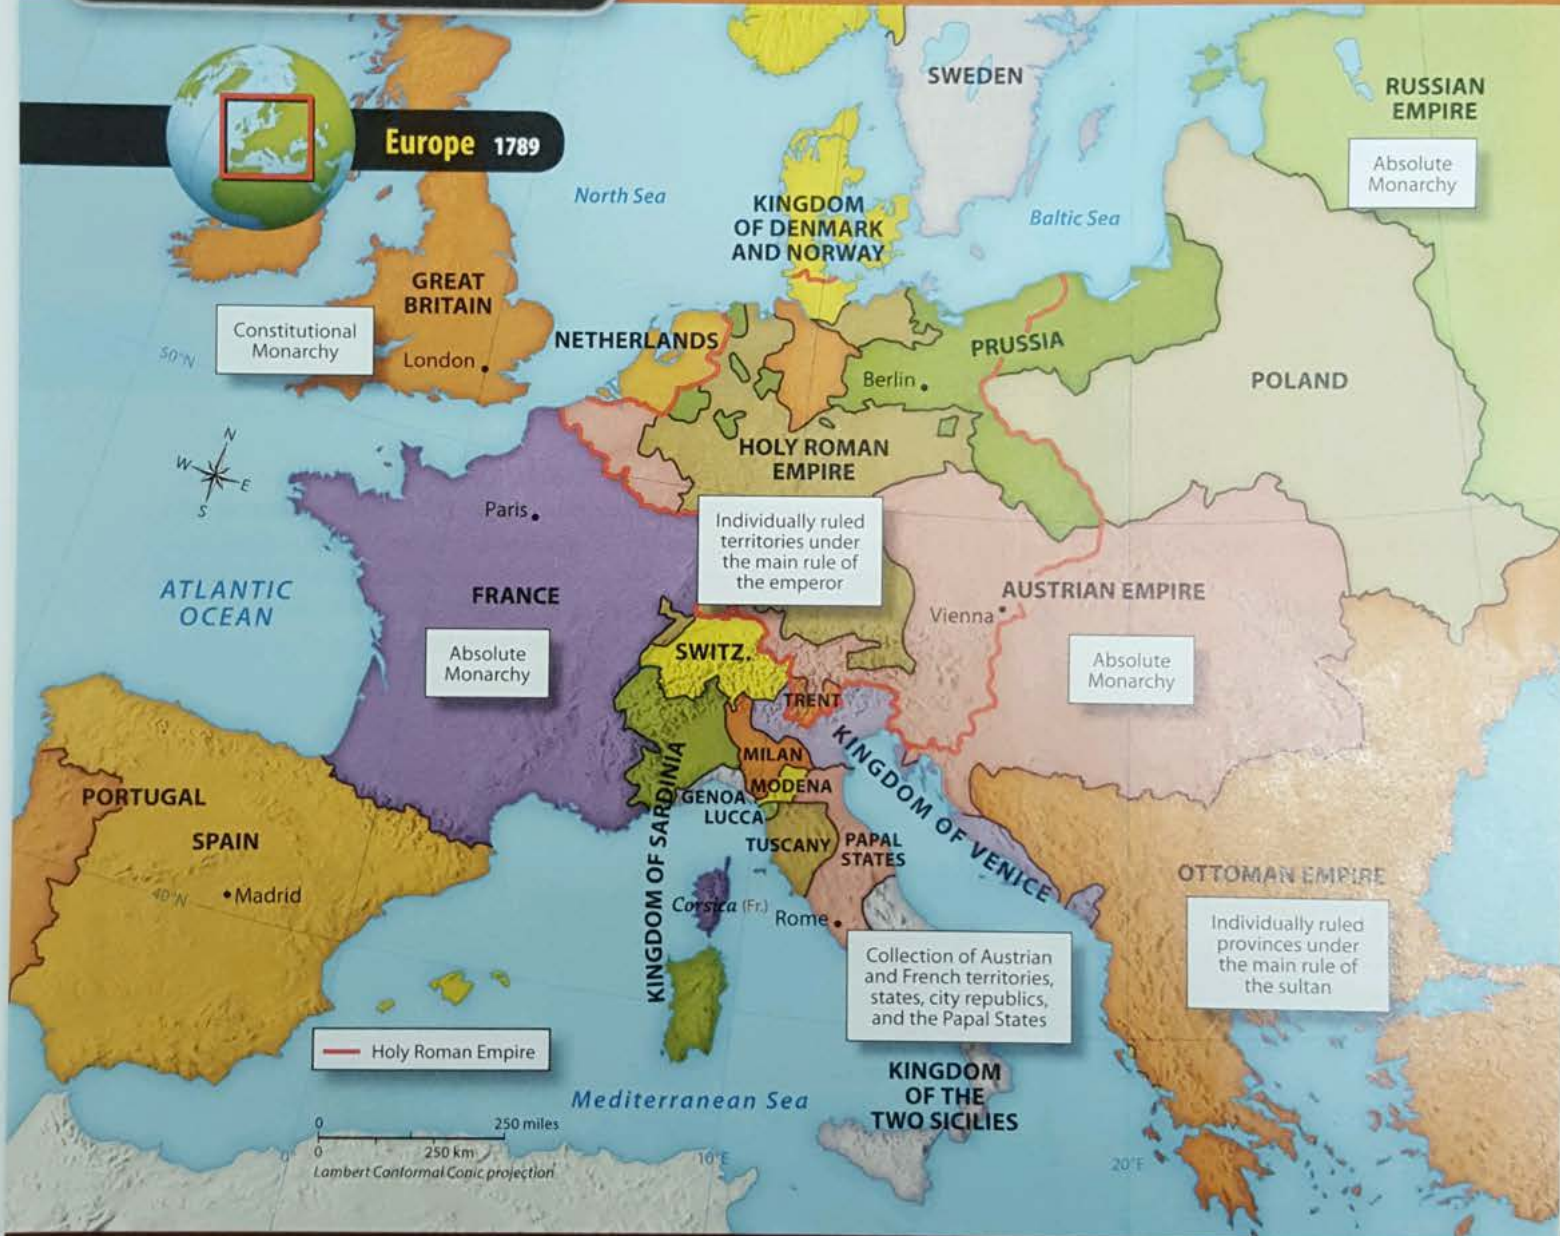 Europe 1789
SWEDEN
RUSSIAN
EMPIRE
Absolute
Monarchy
North Sea
KINGDOM
OF DENMARK
AND NORWAY
Baltic Sea
GREAT
BRITAIN
Constitutional
Monarchy
London
50°N
NETHERLANDS
PRUSSIA
Berlin
POLAND
N
W
E
S
HOLY ROMAN
EMPIRE
Individually ruled
territories under
the main rule of
the emperor
Paris
ATLANTIC
OCEAN
FRANCE
Absolute
Monarchy
AUSTRIAN EMPIRE
Vienna
Absolute
Monarchy
SWITZ.
TRENT
MILAN
MODENA
GENOA
LUCCA
TUSCANY
PAPAL
STATES
KINGDOM OF SARDINIA
KINGDOM OF VENICE
PORTUGAL
SPAIN
40°N
Madrid
Corsica (Fr.)
Rome
OTTOMAN EMPIRE
Individually ruled
provinces under
the main rule of
the sultan
Collection of Austrian
and French territories,
states, city republics,
and the Papal States
KINGDOM
OF THE
TWO SICILIES
Holy Roman Empire
Mediterranean Sea
0 250 miles
0 250 km
Lambert Conformal Conic projection
0°
10°E
20°E